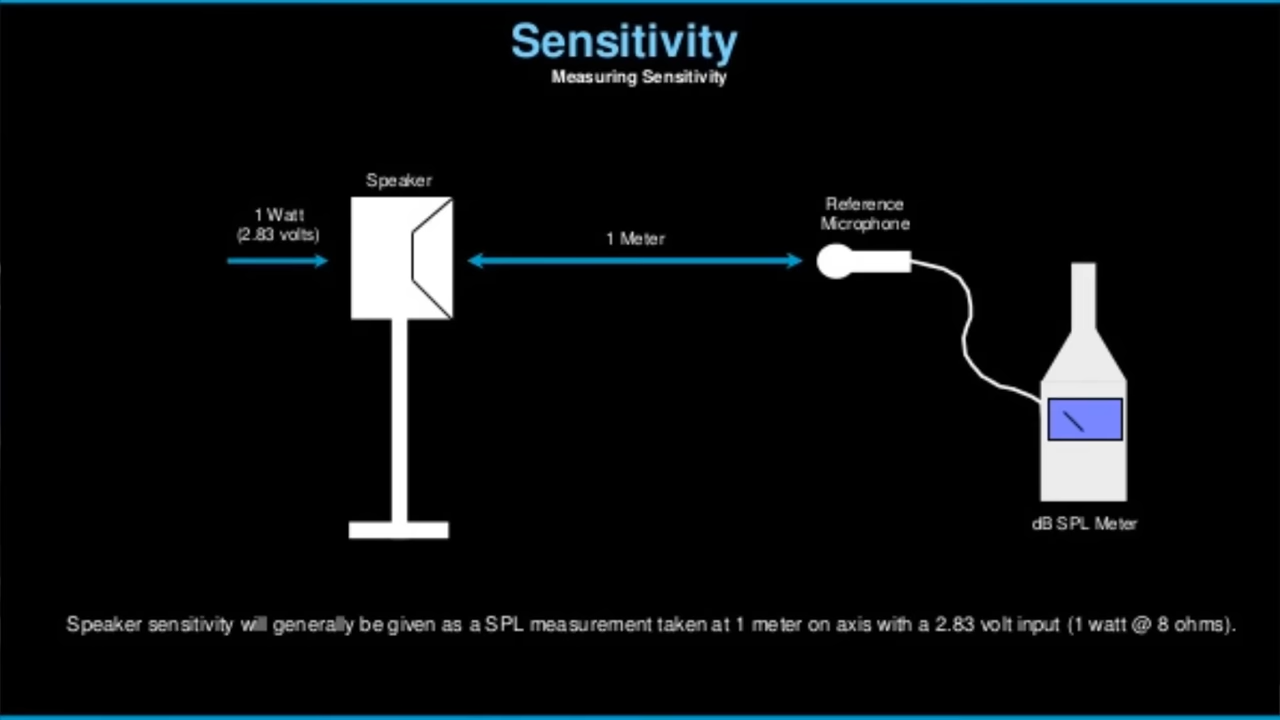 Sensitivity
Measuring Sensitivity
Speaker
1 Watt
(2.83 volts)
1 Meter
Reference
Microphone
dB SPL Meter
Speaker sensitivity will generally be given as a SPL measurement taken at 1 meter on axis with a 2.83 volt input (1 watt @ 8 ohms).